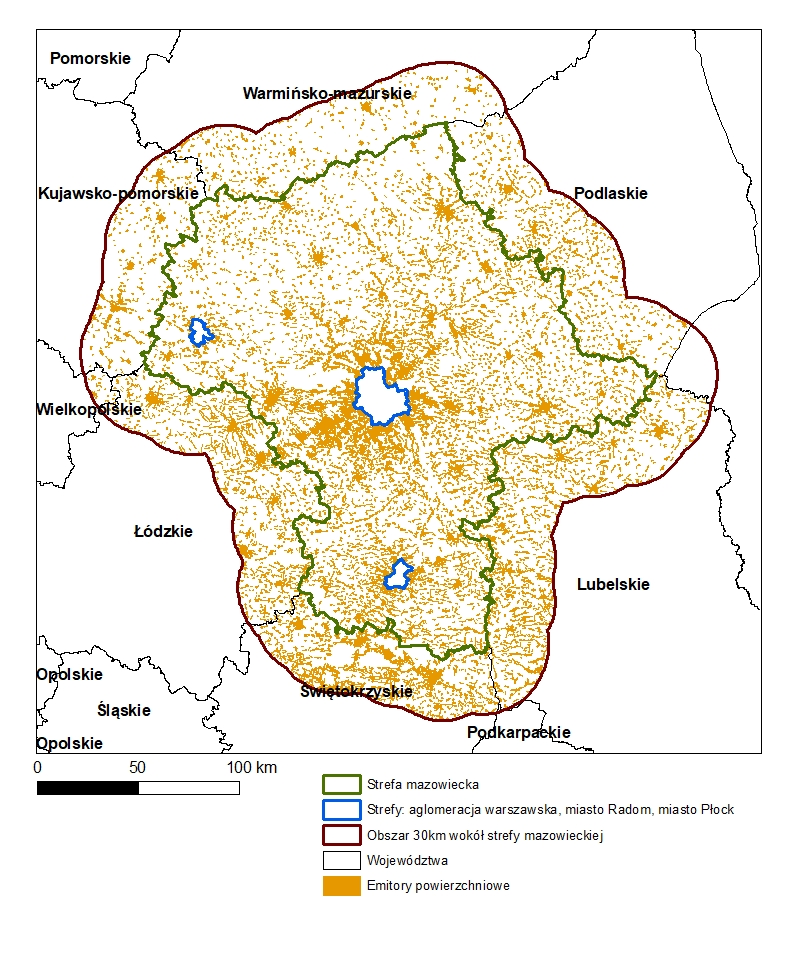 Pomorskie
Warmińsko-mazurskie
Kujawsko-pomorskie
Podlaskie
Wielkopolskie
Łódzkie
Lubelskie
Opolskie
Świętokrzyskie
Śląskie
Podkarpackie
Opolskie
0 50 100 km
Strefa mazowiecka
Strefy: aglomeracja warszawska, miasto Radom, miasto Płock
Obszar 30km wokół strefy mazowieckiej
Województwa
Emitory powierzchniowe